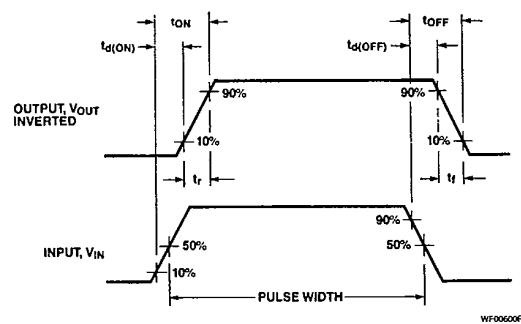 tON
tOFF
td(ON)
td(OFF)
OUTPUT, VOUT
INVERTED
90%
90%
10%
10%
tr
tf
INPUT, VIN
90%
50%
50%
10%
PULSE WIDTH
WF00600F